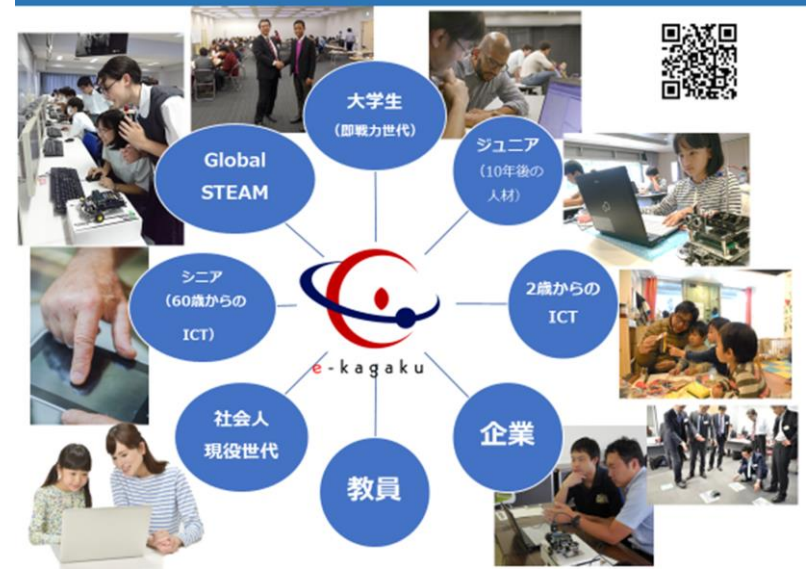 大学生
（即戦力世代）
ジュニア
（10年後の
人材）
Global
STEAM
シニア
（60歳からの
ICT）
2歳からの
ICT
e-kagaku
社会人
現役世代
教員
企業